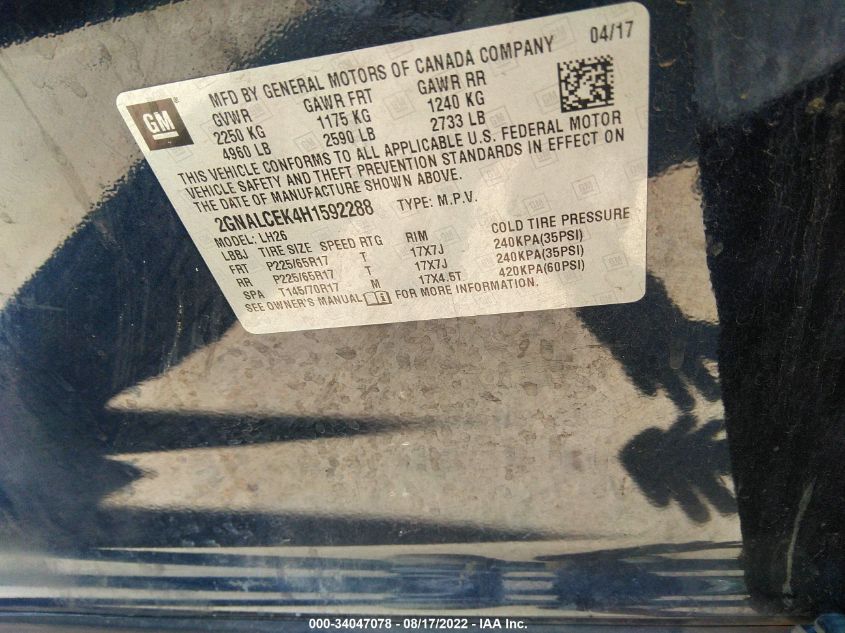 GM
MFD BY GENERAL MOTORS OF CANADA COMPANY 04/17
GVWR GAWR FRT GAWR RR
2250 KG 1175 KG 1240 KG
4960 LB 2590 LB 2733 LB
THIS VEHICLE CONFORMS TO ALL APPLICABLE U.S. FEDERAL MOTOR
VEHICLE SAFETY AND THEFT PREVENTION STANDARDS IN EFFECT ON
THE DATE OF MANUFACTURE SHOWN ABOVE.
2GNALCEK4H1592288 TYPE: M.P.V.
MODEL: LH26
LBBJ TIRE SIZE SPEED RTG RIM COLD TIRE PRESSURE
FRT P225/65R17 T 17X7J 240KPA(35PSI)
RR P225/65R17 T 17X7J 240KPA(35PSI)
SPA T145/70R17 M 17X4.5T 420KPA(60PSI)
SEE OWNER'S MANUAL FOR MORE INFORMATION.
000-34047078 - 08/17/2022 - IAA Inc.